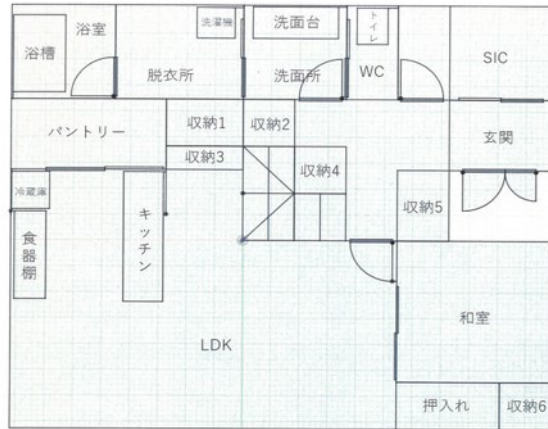 浴室
浴槽
洗濯機
脱衣所
洗面台
洗面所
トイレ
WC
SIC
パントリー
収納1
収納2
玄関
収納3
収納4
冷蔵庫
食器棚
キッチン
収納5
LDK
和室
押入れ
収納6